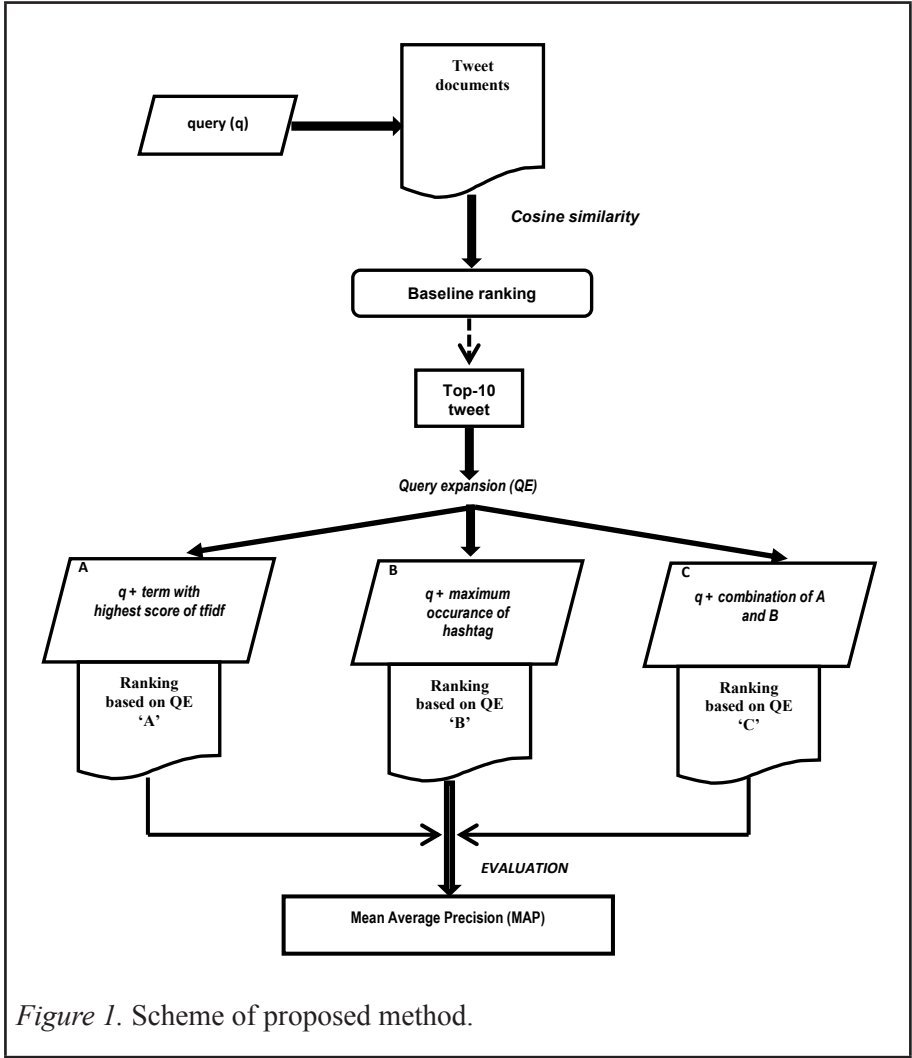 Tweet
documents
query (q)
Cosine similarity
Baseline ranking
Top-10
tweet
Query expansion (QE)
A
q + term with
highest score of tfidf
B
q + maximum
occurance of
hashtag
C
q + combination of A
and B
Ranking
based on QE
‘A’
Ranking
based on QE
‘B’
Ranking
based on QE
‘C’
EVALUATION
Mean Average Precision (MAP)
Figure 1. Scheme of proposed method.